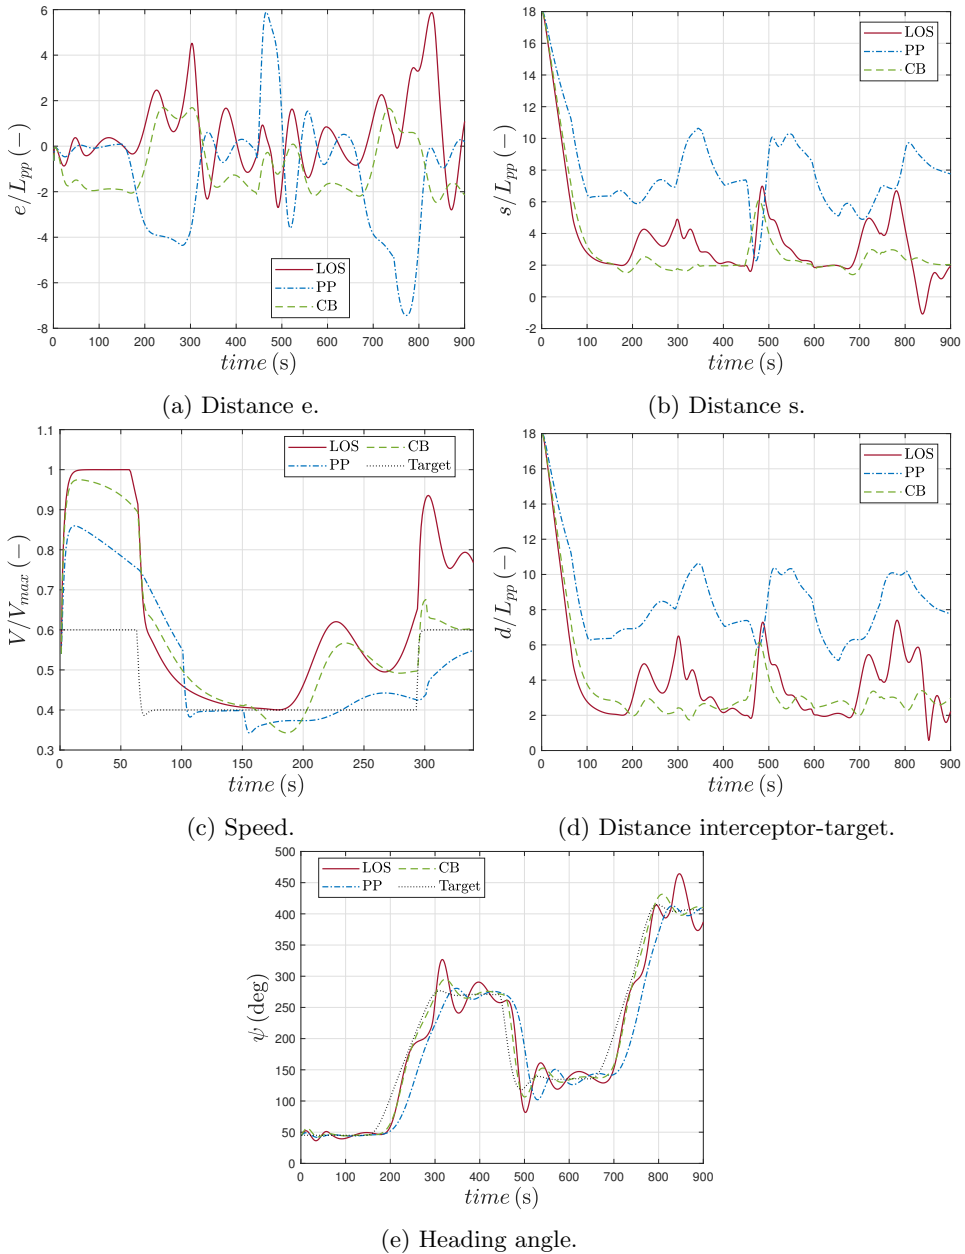 6
4
2
0
-2
-4
-6
-8
e/L_pp (−)
LOS
PP
CB
0 100 200 300 400 500 600 700 800 900
time (s)
(a) Distance e.
18
16
14
12
10
8
6
4
2
0
-2
s/L_pp (−)
LOS
PP
CB
0 100 200 300 400 500 600 700 800 900
time (s)
(b) Distance s.
1.1
1
0.9
0.8
0.7
0.6
0.5
0.4
0.3
V/V_max (−)
LOS CB
PP Target
0 50 100 150 200 250 300
time (s)
(c) Speed.
18
16
14
12
10
8
6
4
2
0
d/L_pp (−)
LOS
PP
CB
0 100 200 300 400 500 600 700 800 900
time (s)
(d) Distance interceptor-target.
500
450
400
350
300
250
200
150
100
50
0
ψ (deg)
LOS CB
PP Target
0 100 200 300 400 500 600 700 800 900
time (s)
(e) Heading angle.